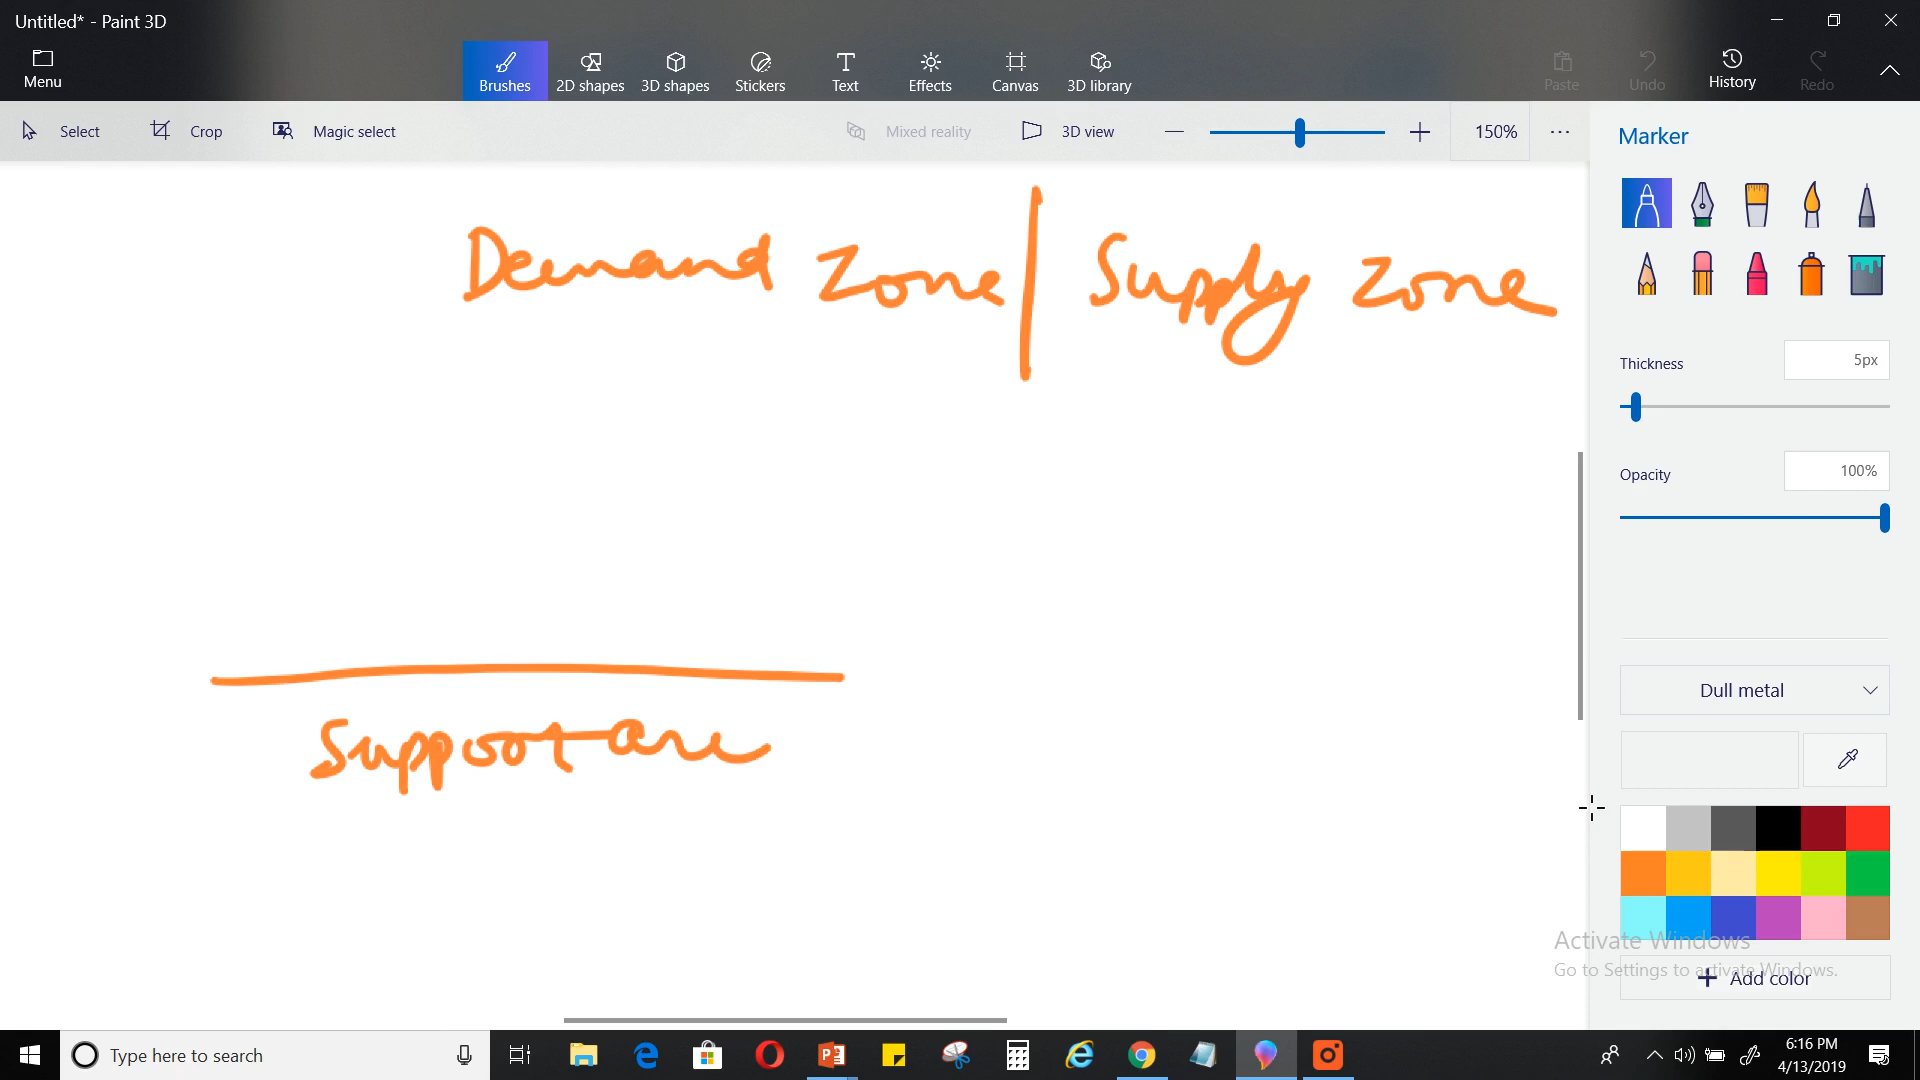 Untitled* - Paint 3D
Menu
Brushes 2D shapes 3D shapes Stickers Text Effects Canvas 3D library Paste Undo History Redo
Select Crop Magic select Mixed reality 3D view 150%
Marker
Demand Zone | Supply Zone
Thickness 5px
Opacity 100%
Dull metal
Support are
Activate Windows
Go to Settings to activate Windows.
Add color
Type here to search
6:16 PM
4/13/2019